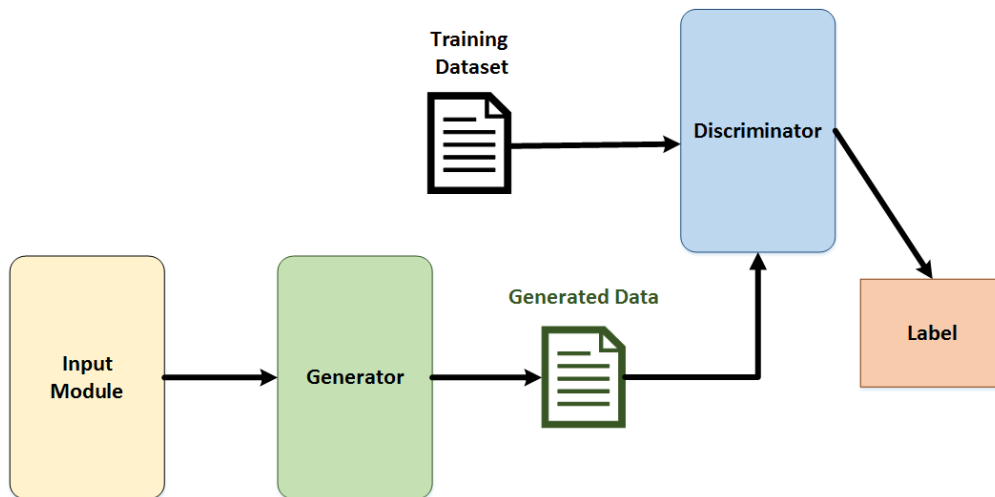 Training
Dataset
Discriminator
Generated Data
Input
Module
Generator
Label